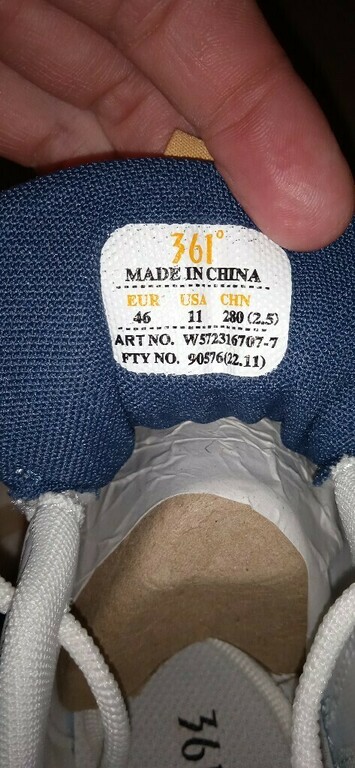 361°
MADE IN CHINA
EUR USA CHN
46 11 280 (2.5)
ART NO. W572316707-7
FTY NO. 90576(22.11)
361